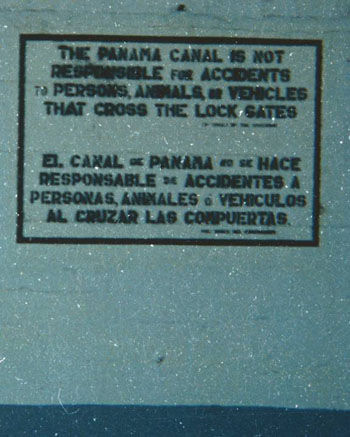 THE PANAMA CANAL IS NOT
RESPONSIBLE FOR ACCIDENTS
TO PERSONS, ANIMALS, OR VEHICLES
THAT CROSS THE LOCK GATES
EL CANAL DE PANAMA NO SE HACE
RESPONSABLE DE ACCIDENTES A
PERSONAS, ANIMALES O VEHICULOS
AL CRUZAR LAS COMPUERTAS.